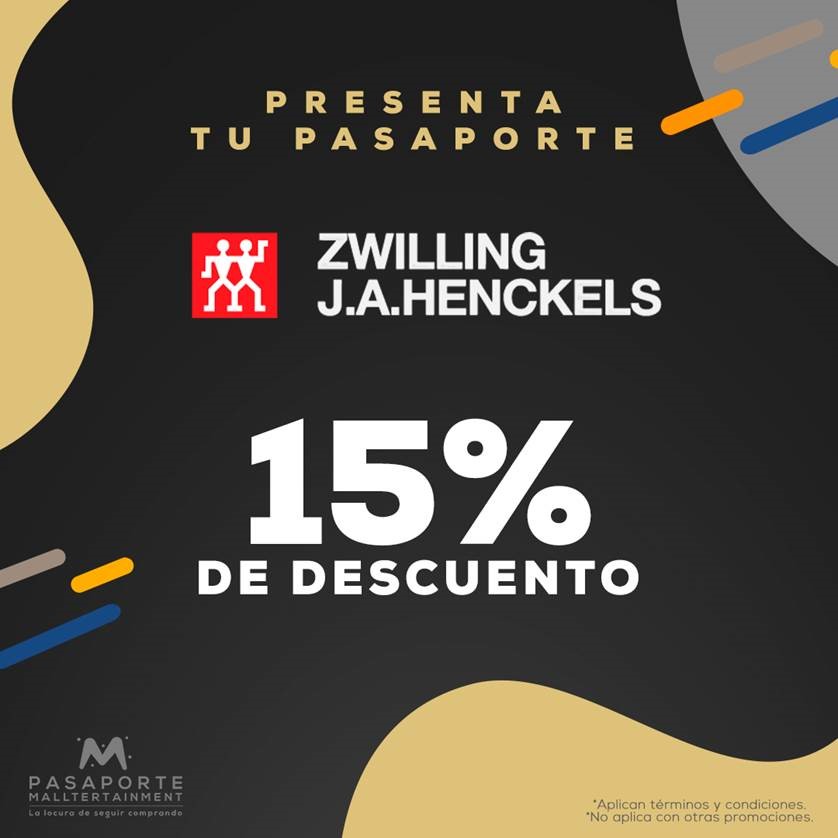 PRESENTA
TU PASAPORTE
ZWILLING
J.A.HENCKELS
15%
DE DESCUENTO
PASAPORTE
MALLTERTAINMENT
La locura de seguir comprando
*Aplican términos y condiciones.
*No aplica con otras promociones.